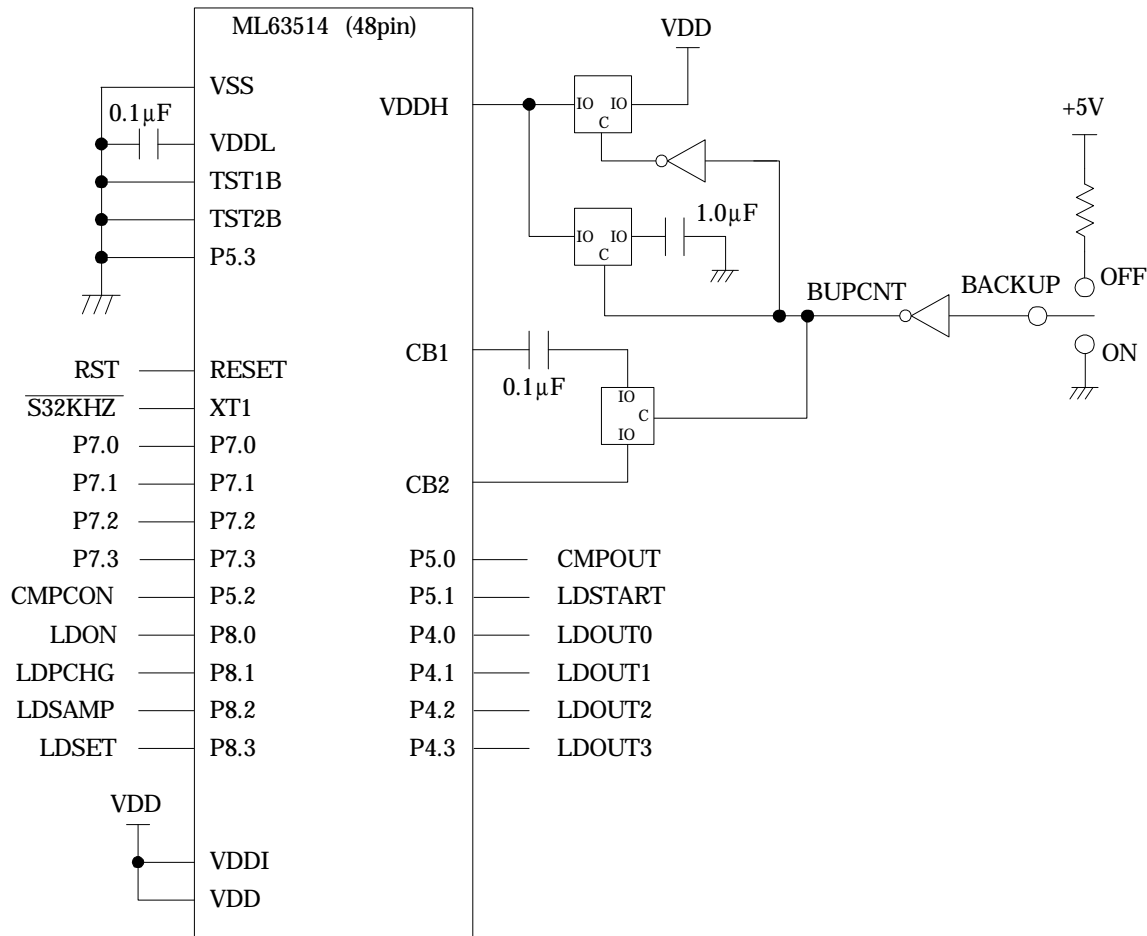 ML63514 (48pin)
VSS
0.1µF
VDDL
TST1B
TST2B
P5.3
RST
RESET
S32KHZ
XT1
P7.0
P7.0
P7.1
P7.1
P7.2
P7.2
P7.3
P7.3
CMPCON
P5.2
LDON
P8.0
LDPCHG
P8.1
LDSAMP
P8.2
LDSET
P8.3
VDD
VDDI
VDD
VDDH
IO
IO
C
VDD
IO
IO
C
1.0µF
BUPCNT
BACKUP
+5V
OFF
ON
CB1
0.1µF
IO
C
IO
CB2
P5.0
CMPOUT
P5.1
LDSTART
P4.0
LDOUT0
P4.1
LDOUT1
P4.2
LDOUT2
P4.3
LDOUT3